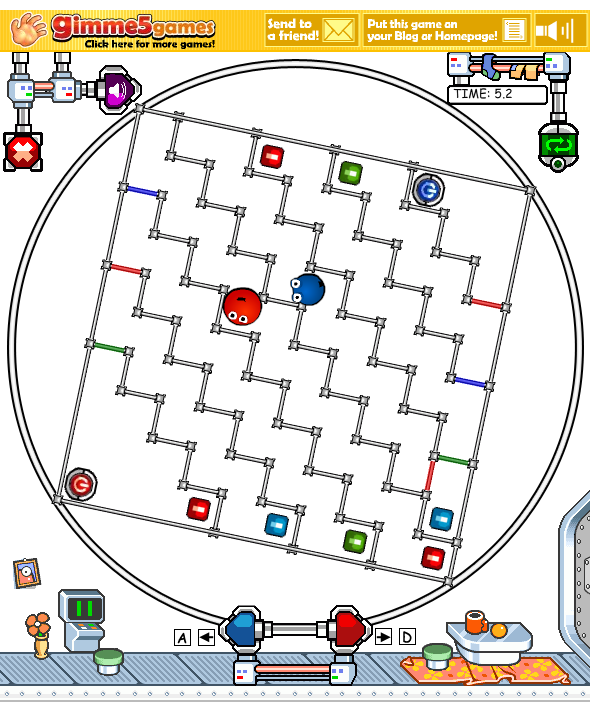 gimme5games
Click here for more games!
Send to
a friend!
Put this game on
your Blog or Homepage!
TIME: 5.2
G
G
A
D